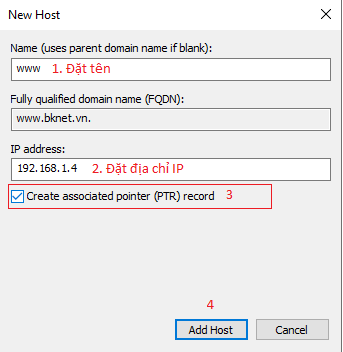 New Host
Name (uses parent domain name if blank):
www 1. Đặt tên
Fully qualified domain name (FQDN):
www.bknet.vn.
IP address:
192.168.1.4 2. Đặt địa chỉ IP
Create associated pointer (PTR) record 3
4
Add Host Cancel